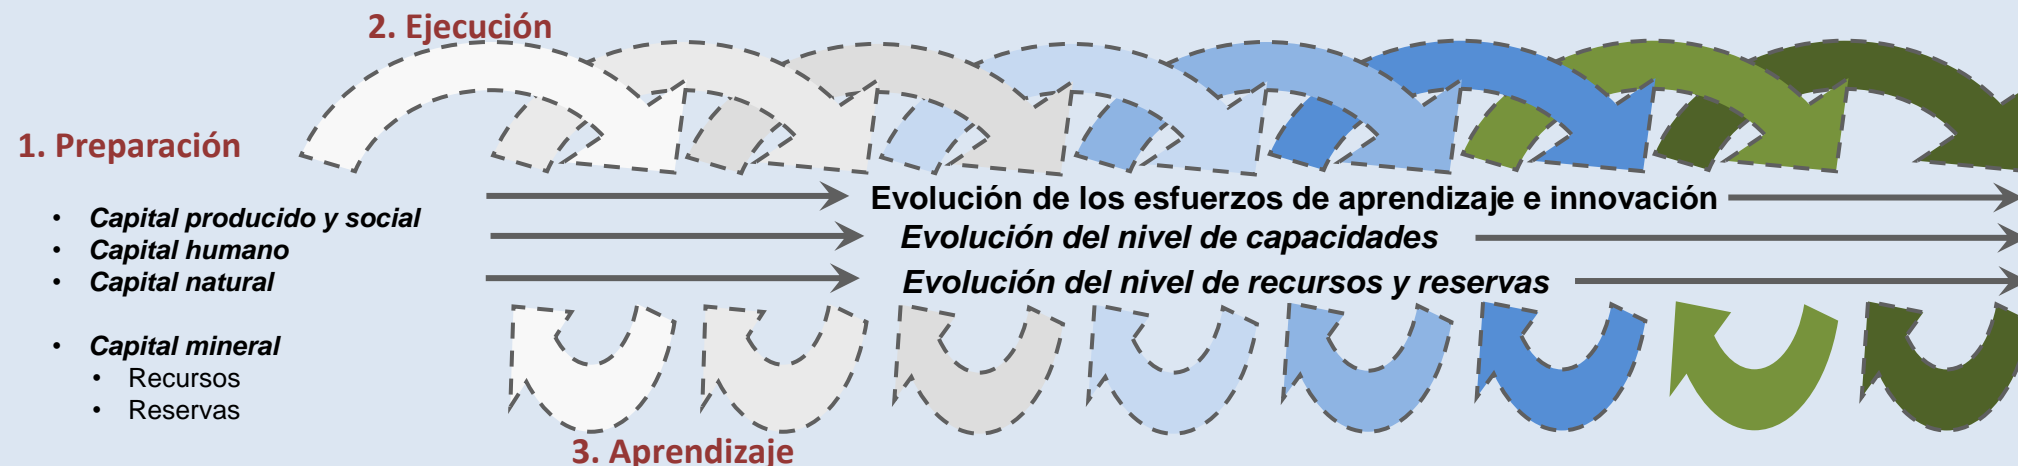 2. Ejecución
1. Preparación
• Capital producido y social
• Capital humano
• Capital natural
• Capital mineral
• Recursos
• Reservas
Evolución de los esfuerzos de aprendizaje e innovación
Evolución del nivel de capacidades
Evolución del nivel de recursos y reservas
3. Aprendizaje